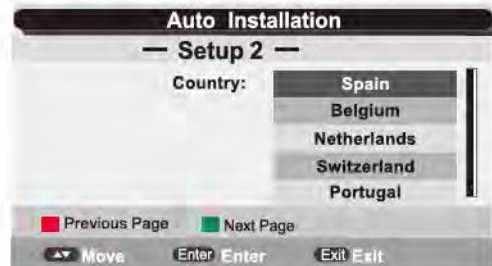 Auto Installation
— Setup 2 —
Country: Spain
Belgium
Netherlands
Switzerland
Portugal
Previous Page Next Page
Move Enter Enter Exit Exit